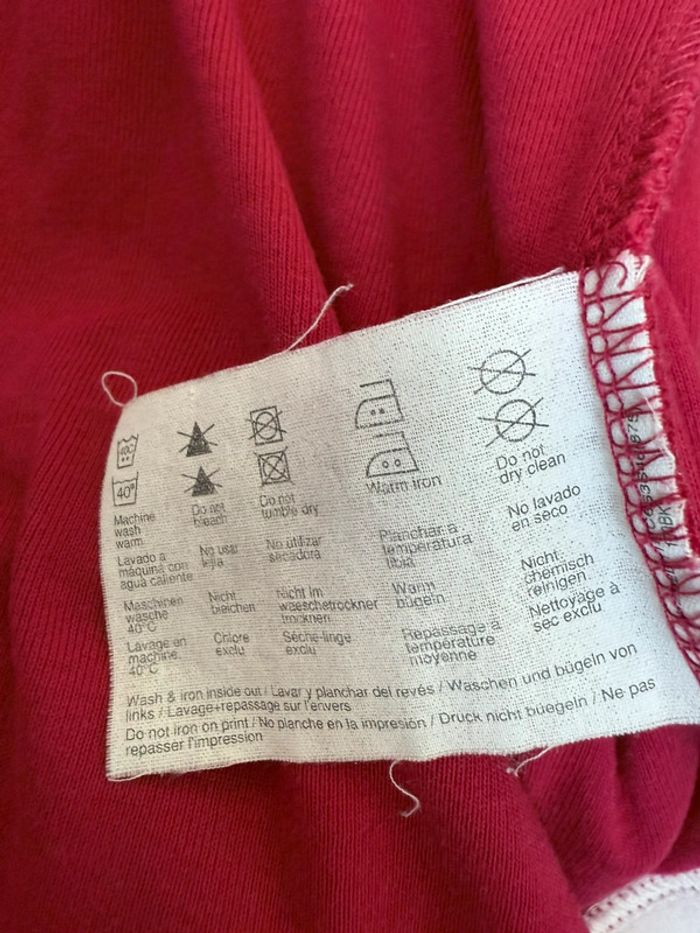 40°
40°
Machine
wash
warm
Do not
bleach
Do not
tumble dry
Warm iron
Do not
dry clean
Lavado a
máquina con
agua caliente
No usar
lejía
No utilizar
secadora
Planchar a
temperatura
tibia
No lavado
en seco
Maschinen
wäsche
40°C
Nicht
bleichen
Nicht im
waeschetrockner
trocknen
Warm
bügeln
Nicht
chemisch
reinigen
Lavage en
machine
40°C
Chlore
exclu
Sèche-linge
exclu
Repassage à
température
moyenne
Nettoyage à
sec exclu
Wash & iron inside out / Lavar y planchar del revés / Waschen und bügeln von
links / Lavage+repassage sur l'envers
Do not iron on print / No planche en la impresión / Druck nicht buegeln / Ne pas
repasser l'impression